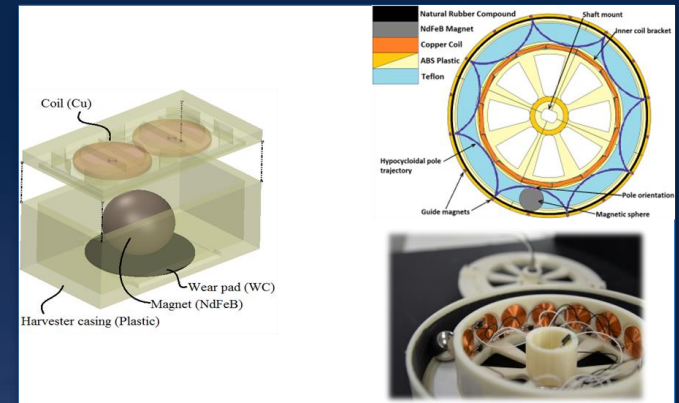 Coil (Cu)
Wear pad (WC)
Magnet (NdFeB)
Harvester casing (Plastic)
Natural Rubber Compound
NdFeB Magnet
Copper Coil
ABS Plastic
Teflon
Shaft mount
Inner coil bracket
Hypocycloidal pole
trajectory
Guide magnets
Pole orientation
Magnetic sphere